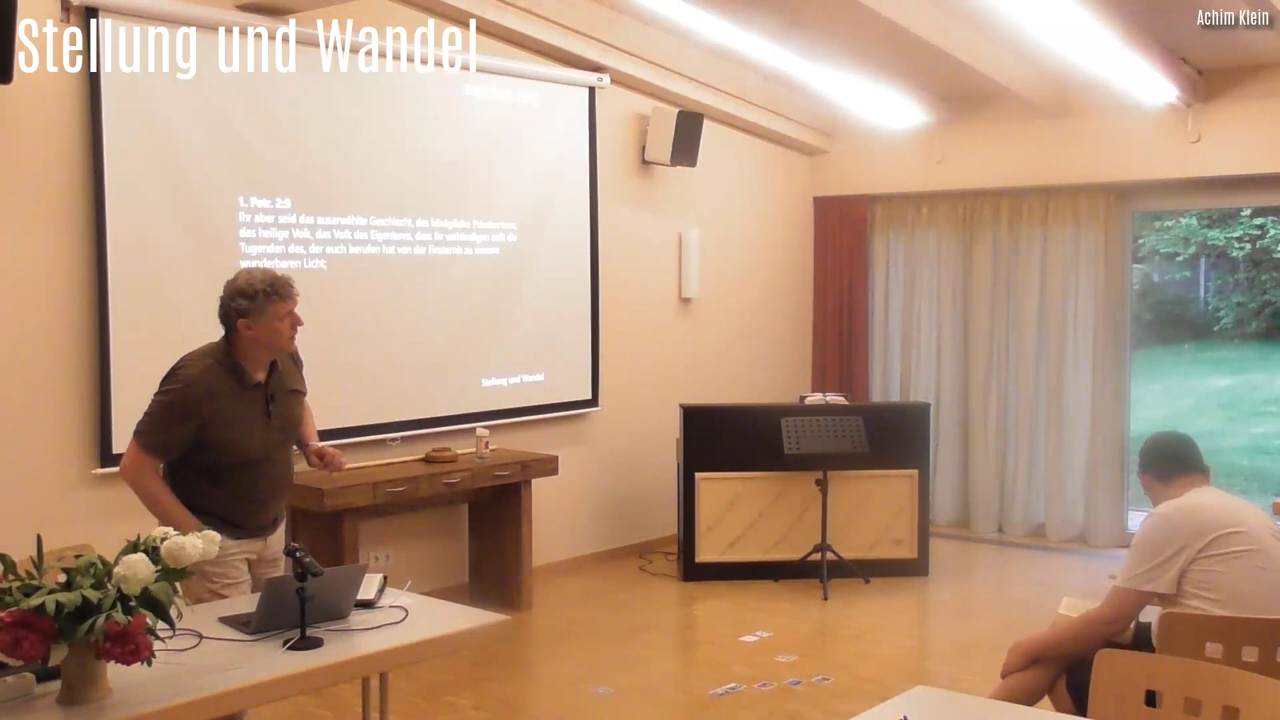 Stellung und Wandel
Achim Klein
1. Petr. 2:9
Ihr aber seid das auserwählte Geschlecht, das königliche Priestertum,
das heilige Volk, das Volk des Eigentums, dass ihr verkündigen sollt die
Tugenden des, der euch berufen hat von der Finsternis zu seinem
wunderbaren Licht;
Stellung und Wandel